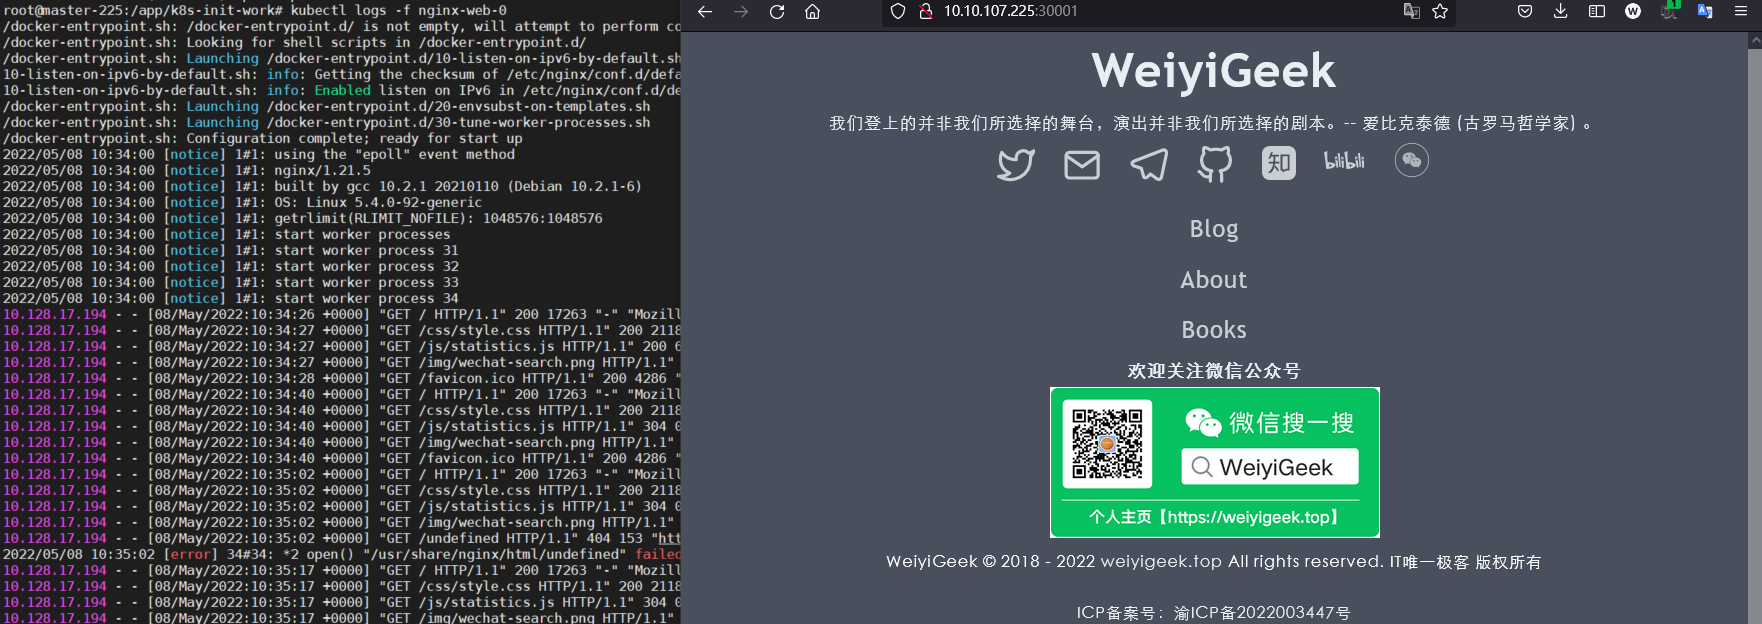 root@master-225:/app/k8s-init-work# kubectl logs -f nginx-web-0
/docker-entrypoint.sh: /docker-entrypoint.d/ is not empty, will attempt to perform co
/docker-entrypoint.sh: Looking for shell scripts in /docker-entrypoint.d/
/docker-entrypoint.sh: Launching /docker-entrypoint.d/10-listen-on-ipv6-by-default.sh
10-listen-on-ipv6-by-default.sh: info: Getting the checksum of /etc/nginx/conf.d/defa
10-listen-on-ipv6-by-default.sh: info: Enabled listen on IPv6 in /etc/nginx/conf.d/de
/docker-entrypoint.sh: Launching /docker-entrypoint.d/20-envsubst-on-templates.sh
/docker-entrypoint.sh: Launching /docker-entrypoint.d/30-tune-worker-processes.sh
/docker-entrypoint.sh: Configuration complete; ready for start up
2022/05/08 10:34:00 [notice] 1#1: using the "epoll" event method
2022/05/08 10:34:00 [notice] 1#1: nginx/1.21.5
2022/05/08 10:34:00 [notice] 1#1: built by gcc 10.2.1 20210110 (Debian 10.2.1-6)
2022/05/08 10:34:00 [notice] 1#1: OS: Linux 5.4.0-92-generic
2022/05/08 10:34:00 [notice] 1#1: getrlimit(RLIMIT_NOFILE): 1048576:1048576
2022/05/08 10:34:00 [notice] 1#1: start worker processes
2022/05/08 10:34:00 [notice] 1#1: start worker process 31
2022/05/08 10:34:00 [notice] 1#1: start worker process 32
2022/05/08 10:34:00 [notice] 1#1: start worker process 33
2022/05/08 10:34:00 [notice] 1#1: start worker process 34
10.128.17.194 - - [08/May/2022:10:34:26 +0000] "GET / HTTP/1.1" 200 17263 "-" "Mozill
10.128.17.194 - - [08/May/2022:10:34:27 +0000] "GET /css/style.css HTTP/1.1" 200 2118
10.128.17.194 - - [08/May/2022:10:34:27 +0000] "GET /js/statistics.js HTTP/1.1" 200 6
10.128.17.194 - - [08/May/2022:10:34:27 +0000] "GET /img/wechat-search.png HTTP/1.1"
10.128.17.194 - - [08/May/2022:10:34:28 +0000] "GET /favicon.ico HTTP/1.1" 200 4286 "
10.128.17.194 - - [08/May/2022:10:34:40 +0000] "GET / HTTP/1.1" 200 17263 "-" "Mozill
10.128.17.194 - - [08/May/2022:10:34:40 +0000] "GET /css/style.css HTTP/1.1" 200 2118
10.128.17.194 - - [08/May/2022:10:34:40 +0000] "GET /js/statistics.js HTTP/1.1" 304 0
10.128.17.194 - - [08/May/2022:10:34:40 +0000] "GET /img/wechat-search.png HTTP/1.1"
10.128.17.194 - - [08/May/2022:10:34:40 +0000] "GET /favicon.ico HTTP/1.1" 200 4286 "
10.128.17.194 - - [08/May/2022:10:35:02 +0000] "GET / HTTP/1.1" 200 17263 "-" "Mozill
10.128.17.194 - - [08/May/2022:10:35:02 +0000] "GET /css/style.css HTTP/1.1" 200 2118
10.128.17.194 - - [08/May/2022:10:35:02 +0000] "GET /js/statistics.js HTTP/1.1" 304 0
10.128.17.194 - - [08/May/2022:10:35:02 +0000] "GET /img/wechat-search.png HTTP/1.1"
10.128.17.194 - - [08/May/2022:10:35:02 +0000] "GET /undefined HTTP/1.1" 404 153 "htt
2022/05/08 10:35:02 [error] 34#34: *2 open() "/usr/share/nginx/html/undefined" failed
10.128.17.194 - - [08/May/2022:10:35:17 +0000] "GET / HTTP/1.1" 200 17263 "-" "Mozill
10.128.17.194 - - [08/May/2022:10:35:17 +0000] "GET /css/style.css HTTP/1.1" 200 2118
10.128.17.194 - - [08/May/2022:10:35:17 +0000] "GET /js/statistics.js HTTP/1.1" 304 0
10.128.17.194 - - [08/May/2022:10:35:17 +0000] "GET /img/wechat-search.png HTTP/1.1"
10.10.107.225:30001
WeiyiGeek
我们登上的并非我们所选择的舞台，演出并非我们所选择的剧本。-- 爱比克泰德 (古罗马哲学家) 。
知 bilibili
Blog
About
Books
欢迎关注微信公众号
微信搜一搜
WeiyiGeek
个人主页【https://weiyigeek.top】
WeiyiGeek © 2018 - 2022 weiyigeek.top All rights reserved. IT唯一极客 版权所有
ICP备案号：渝ICP备2022003447号